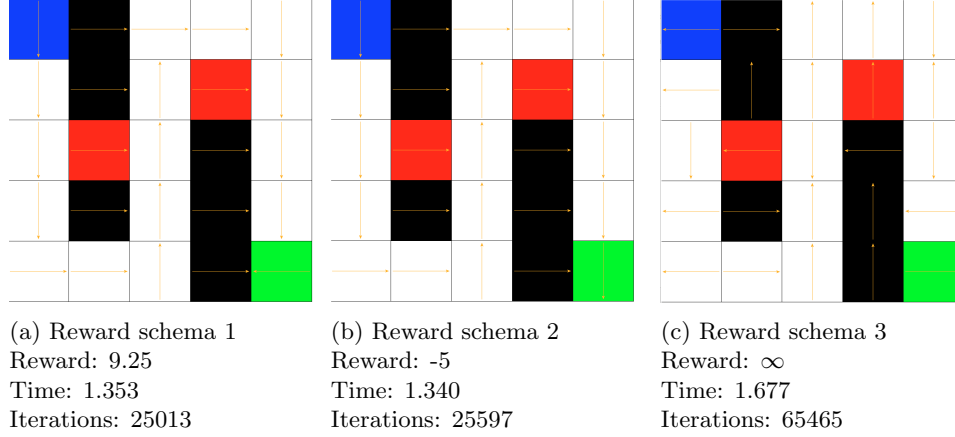 (a) Reward schema 1
Reward: 9.25
Time: 1.353
Iterations: 25013
(b) Reward schema 2
Reward: -5
Time: 1.340
Iterations: 25597
(c) Reward schema 3
Reward: ∞
Time: 1.677
Iterations: 65465